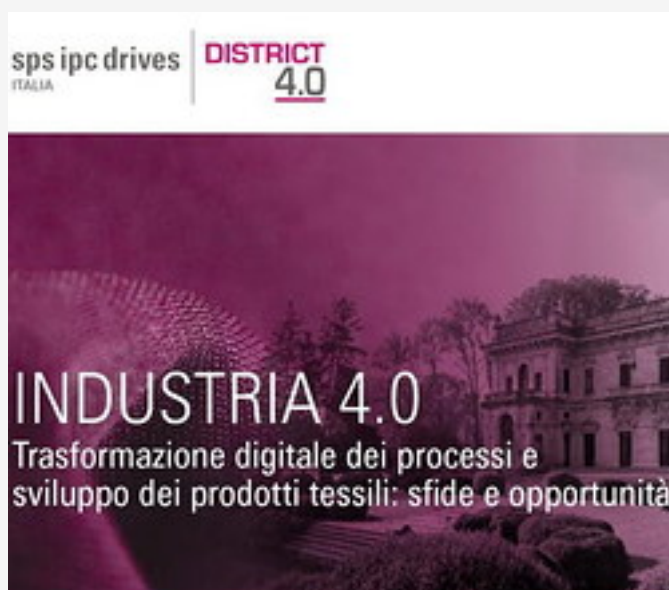 sps ipc drives
ITALIA
DISTRICT
4.0
INDUSTRIA 4.0
Trasformazione digitale dei processi e
sviluppo dei prodotti tessili: sfide e opportunità